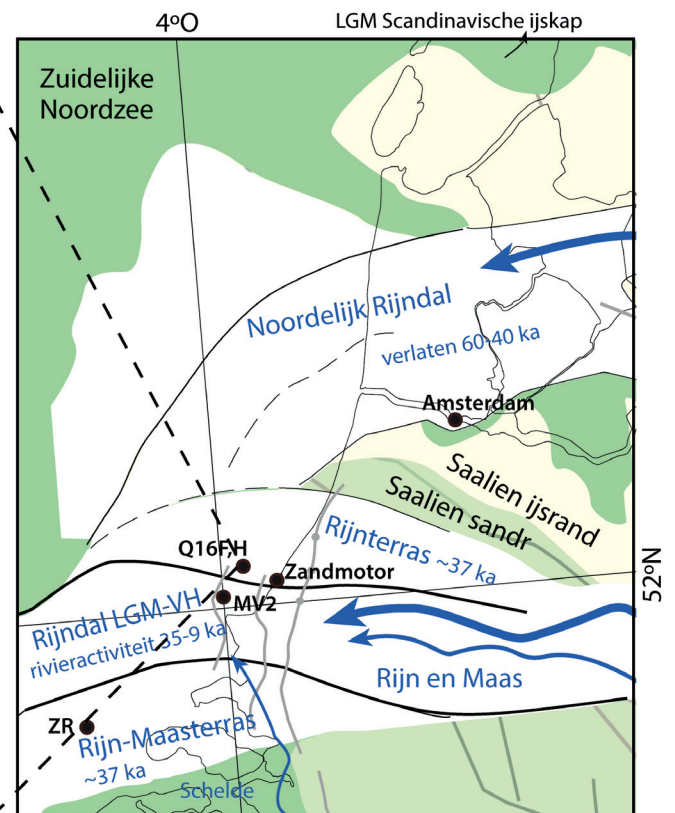 4ºO
LGM Scandinavische ijskap
Zuidelijke
Noordzee
Noordelijk Rijndal
verlaten 60-40 ka
Amsterdam
Saalien ijsrand
Saalien sandr
Rijnterras ~37 ka
Q16FH
Zandmotor
52ºN
MV2
Rijndal LGM-VH
rivieractiviteit 35-9 ka
Rijn en Maas
ZR
Rijn-Maasterras
~37 ka
Schelde